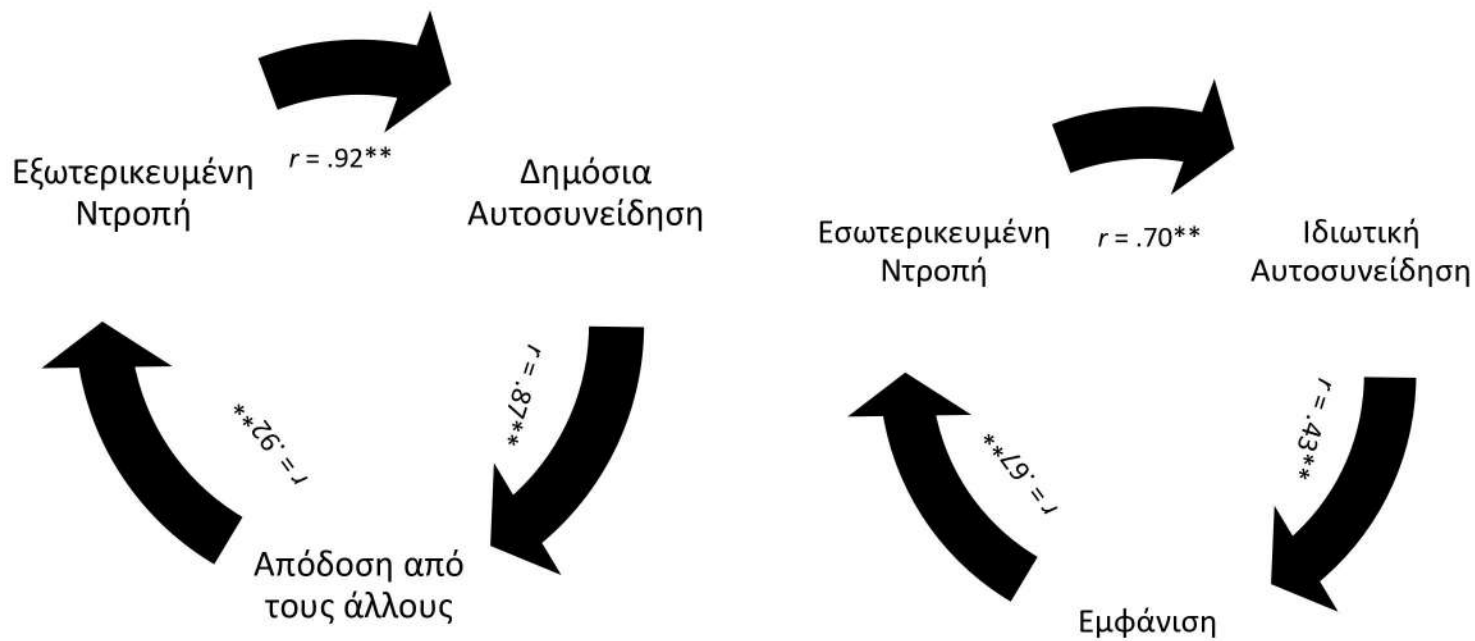 r = .92**
Εξωτερικευμένη
Ντροπή
Δημόσια
Αυτοσυνείδηση
r = .87**
r = .92**
Απόδοση από
τους άλλους
Εσωτερικευμένη
Ντροπή
r = .70**
Ιδιωτική
Αυτοσυνείδηση
r = .43**
r = .67**
Εμφάνιση